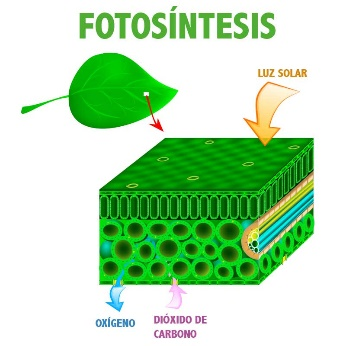 FOTOSÍNTESIS
LUZ SOLAR
OXÍGENO
DIÓXIDO DE
CARBONO